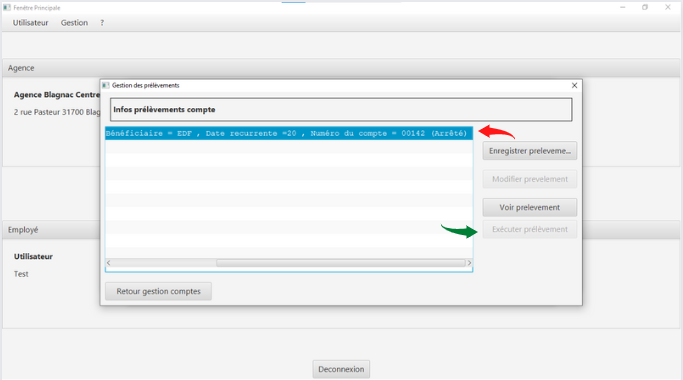 Fenêtre Principale
Utilisateur Gestion ?
Agence
Gestion des prélèvements
Agence Blagnac Centre
2 rue Pasteur 31700 Blag
Infos prélèvements compte
Bénéficiaire = EDF , Date recurrente =20 , Numéro du compte = 00142 (Arrêté)
Enregistrer preleveme...
Modifier prevelement
Voir prelevement
Exécuter prélèvement
Employé
Utilisateur
Test
Retour gestion comptes
Deconnexion